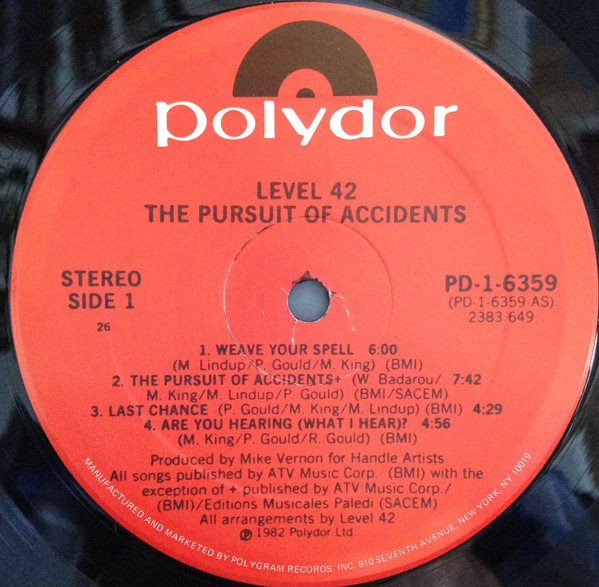 polydor
LEVEL 42
THE PURSUIT OF ACCIDENTS
STEREO
SIDE 1
26
PD-1-6359
(PD-1-6359-AS)
2383 649
1. WEAVE YOUR SPELL 6:00
(M. Lindup/P. Gould/M. King) (BMI)
2. THE PURSUIT OF ACCIDENTS+ (W. Badarou/ 7:42
M. King/M. Lindup/P. Gould) (BMI/SACEM)
3. LAST CHANCE (P. Gould/M. King/M. Lindup) (BMI) 4:29
4. ARE YOU HEARING (WHAT I HEAR)? 4:56
(M. King/P. Gould/R. Gould) (BMI)
Produced by Mike Vernon for Handle Artists
All songs published by ATV Music Corp. (BMI) with the
exception of + published by ATV Music Corp./
(BMI)/Editions Musicales Paledi (SACEM)
All arrangements by Level 42
℗ 1982 Polydor Ltd
MANUFACTURED AND MARKETED BY POLYGRAM RECORDS, INC 810 SEVENTH AVENUE, NEW YORK, NY 10019